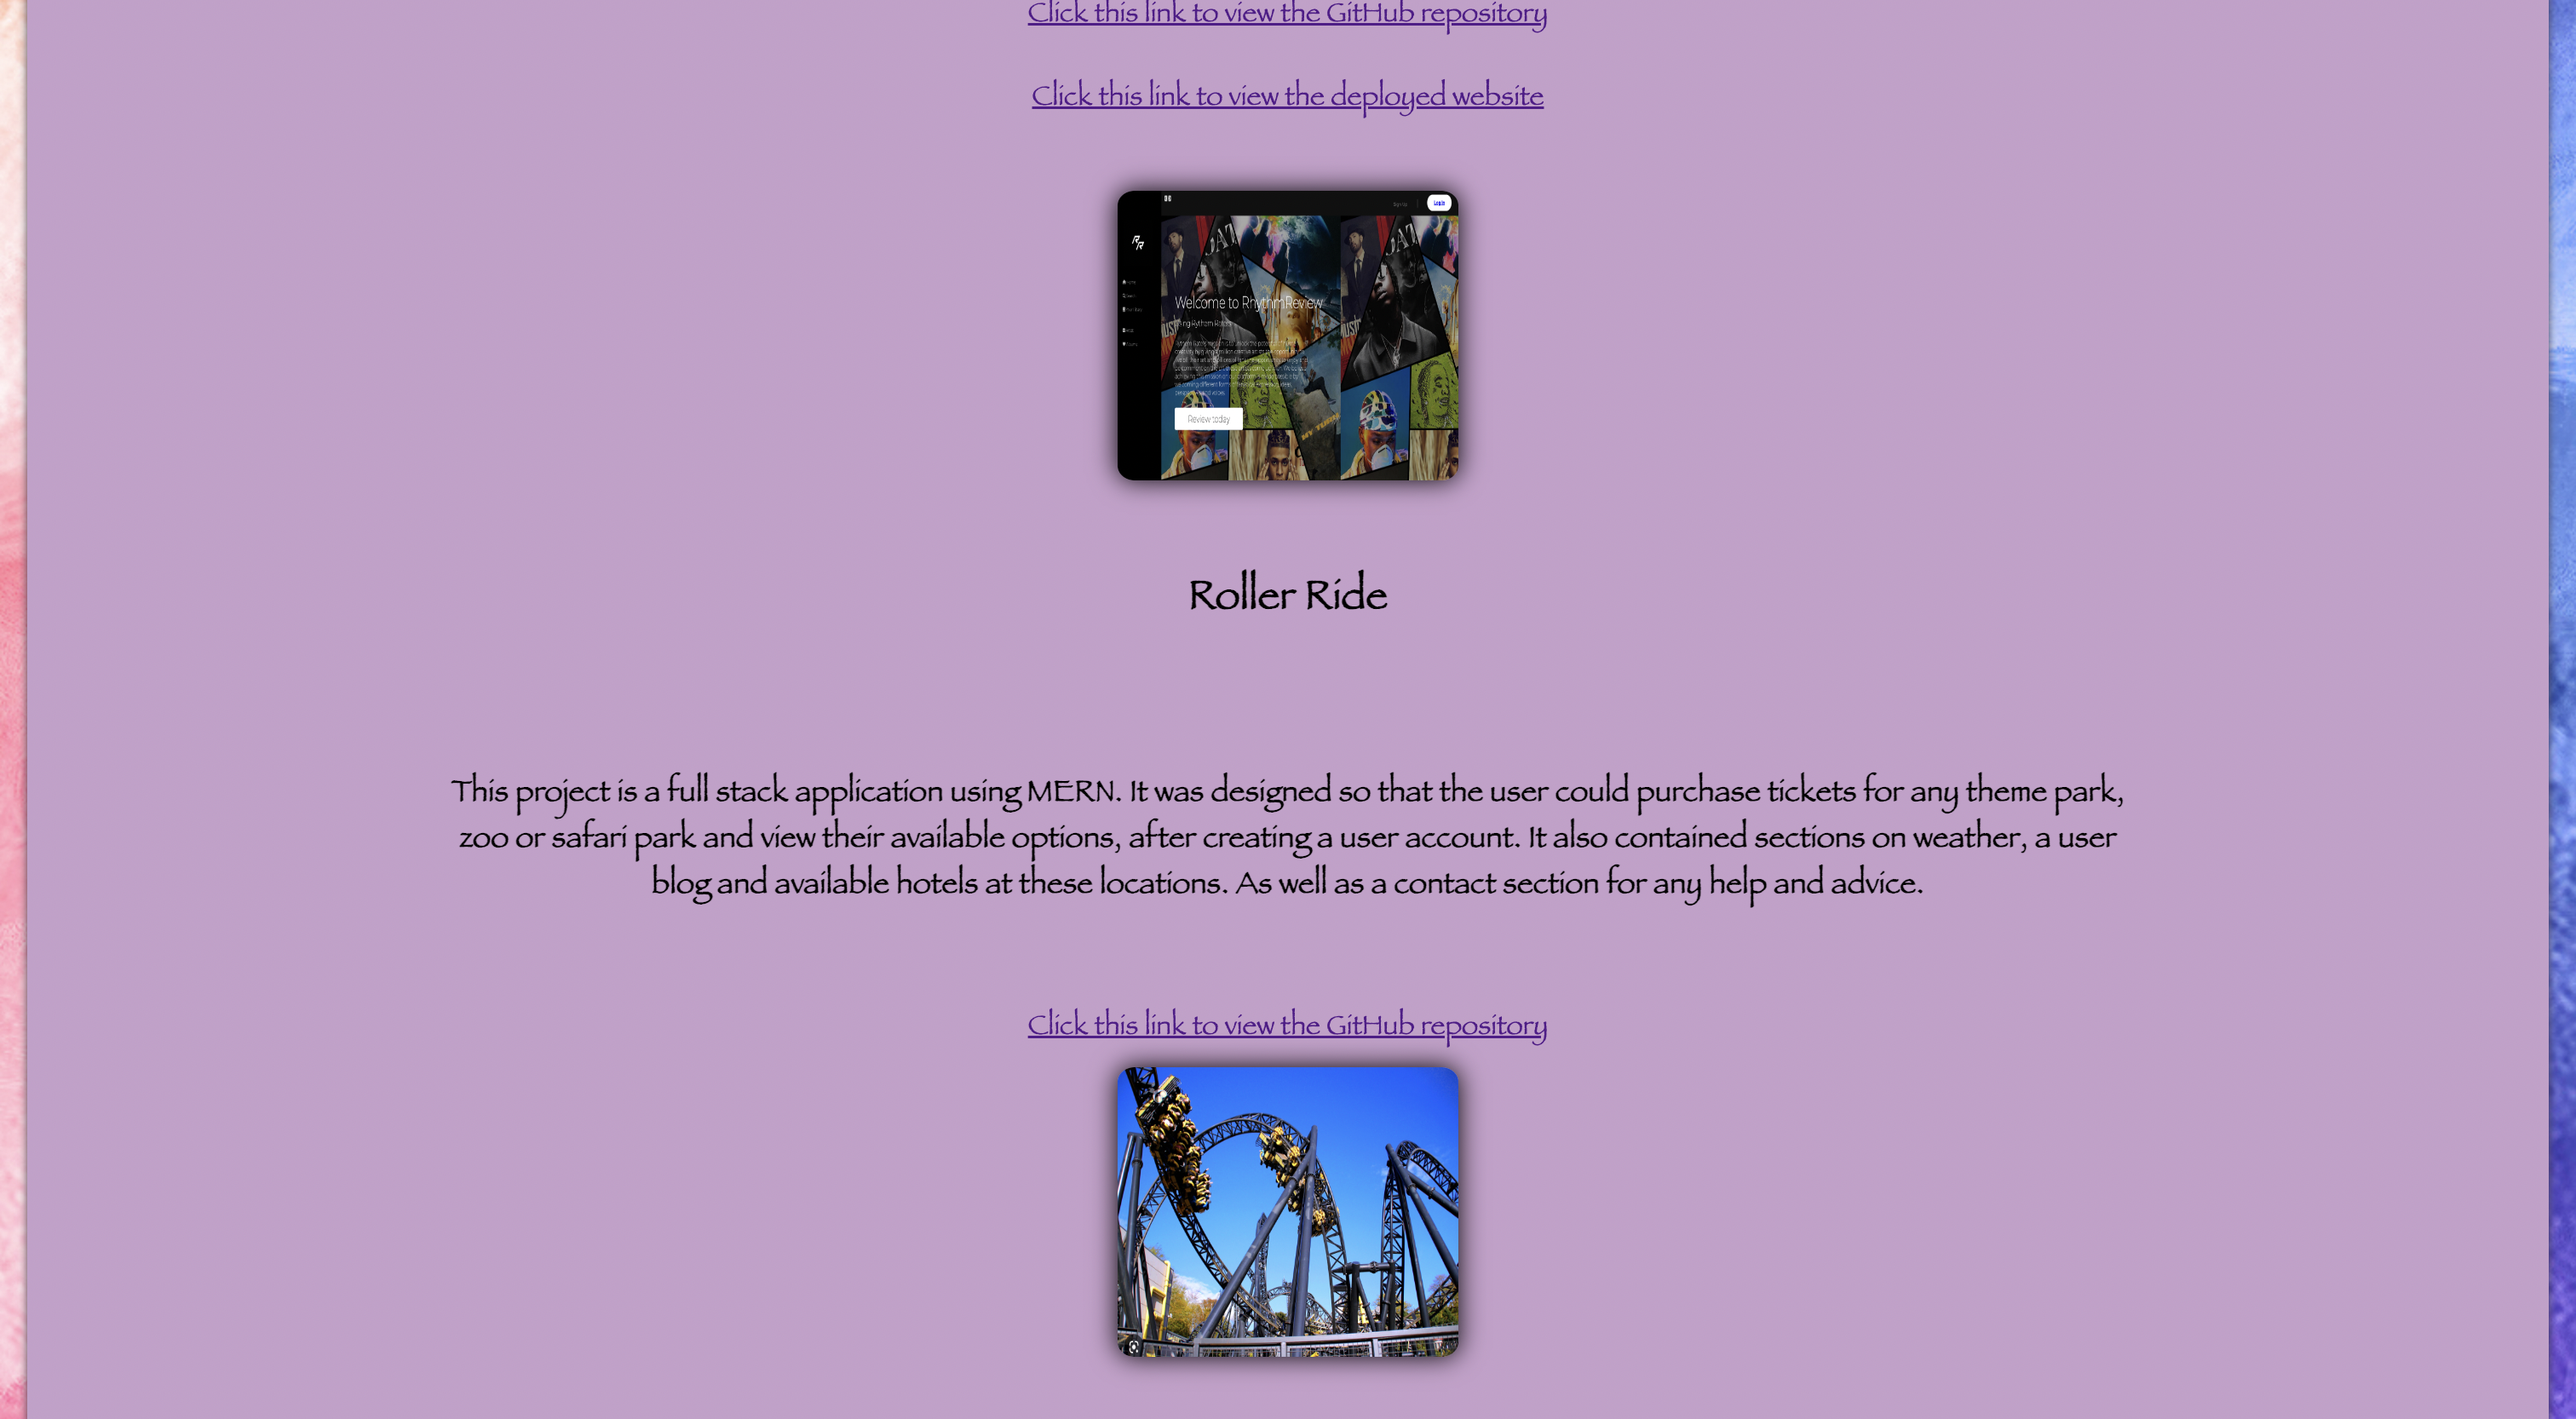 Click this link to view the GitHub repository
Click this link to view the deployed website
Log In
Welcome to RhythmReview
Review today
Roller Ride
This project is a full stack application using MERN. It was designed so that the user could purchase tickets for any theme park,
zoo or safari park and view their available options, after creating a user account. It also contained sections on weather, a user
blog and available hotels at these locations. As well as a contact section for any help and advice.
Click this link to view the GitHub repository